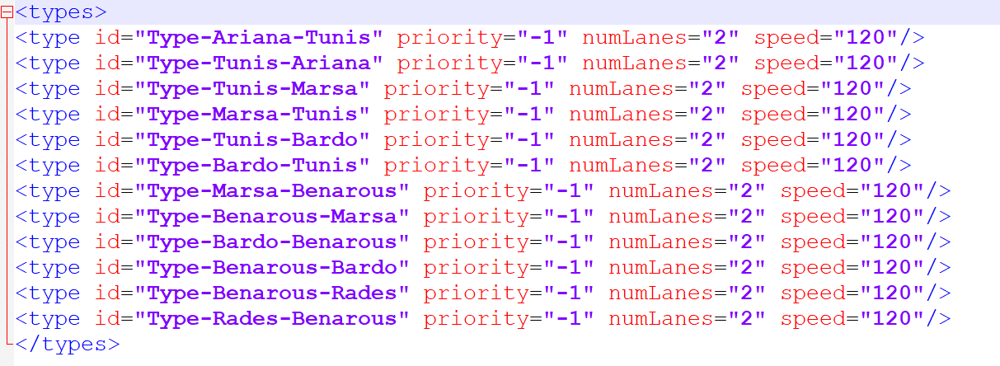 <types>
<type id="Type-Ariana-Tunis" priority="-1" numLanes="2" speed="120"/>
<type id="Type-Tunis-Ariana" priority="-1" numLanes="2" speed="120"/>
<type id="Type-Tunis-Marsa" priority="-1" numLanes="2" speed="120"/>
<type id="Type-Marsa-Tunis" priority="-1" numLanes="2" speed="120"/>
<type id="Type-Tunis-Bardo" priority="-1" numLanes="2" speed="120"/>
<type id="Type-Bardo-Tunis" priority="-1" numLanes="2" speed="120"/>
<type id="Type-Marsa-Benarous" priority="-1" numLanes="2" speed="120"/>
<type id="Type-Benarous-Marsa" priority="-1" numLanes="2" speed="120"/>
<type id="Type-Bardo-Benarous" priority="-1" numLanes="2" speed="120"/>
<type id="Type-Benarous-Bardo" priority="-1" numLanes="2" speed="120"/>
<type id="Type-Benarous-Rades" priority="-1" numLanes="2" speed="120"/>
<type id="Type-Rades-Benarous" priority="-1" numLanes="2" speed="120"/>
</types>